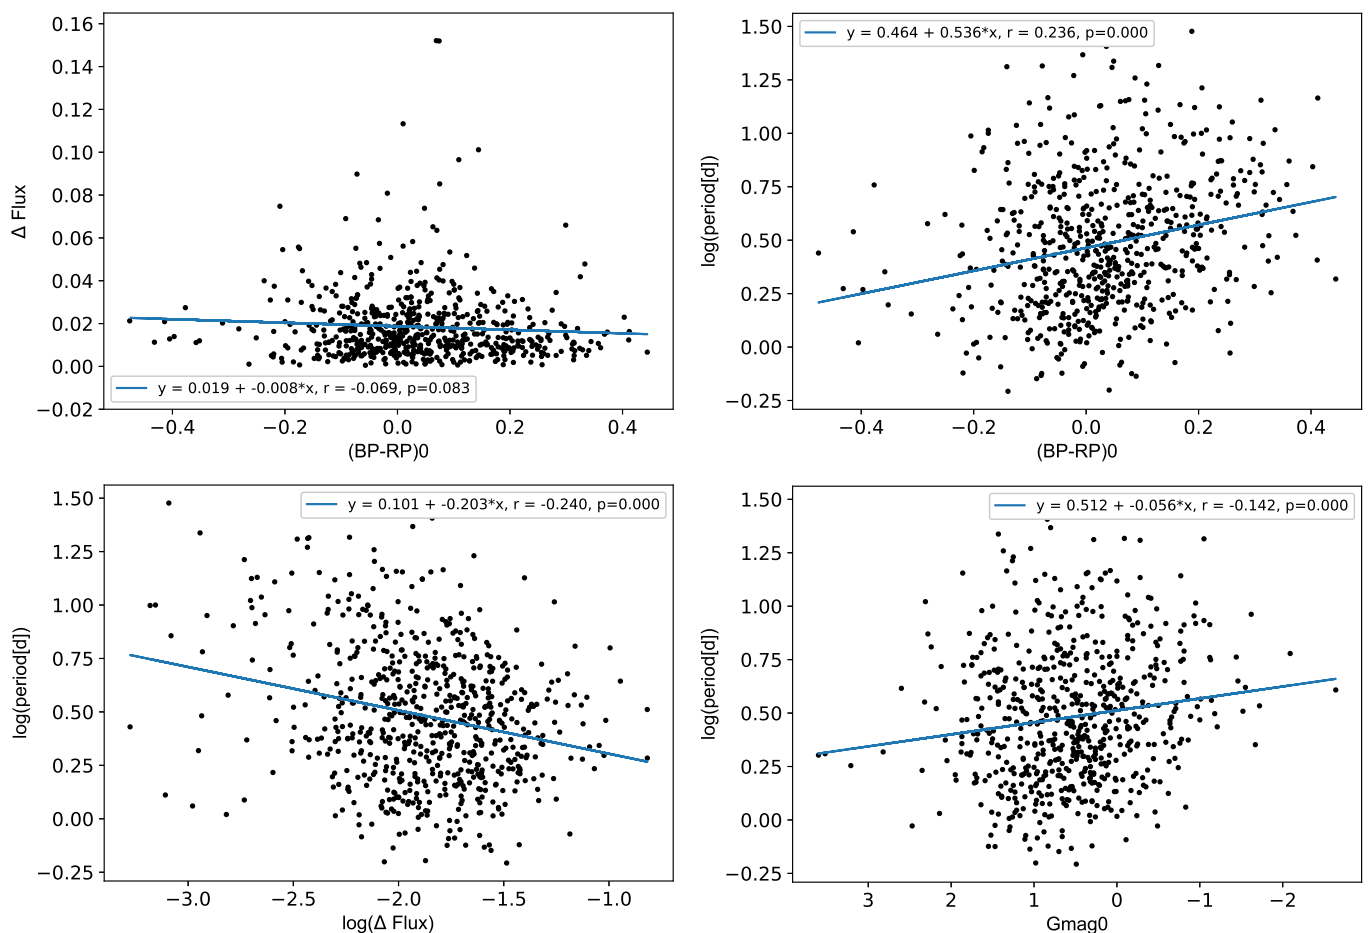 0.16
0.14
0.12
0.10
0.08
0.06
0.04
0.02
0.00
−0.02
Δ Flux
y = 0.019 + -0.008*x, r = -0.069, p=0.083
−0.4 −0.2 0.0 0.2 0.4
(BP-RP)0
1.50
1.25
1.00
0.75
0.50
0.25
0.00
−0.25
log(period[d])
y = 0.464 + 0.536*x, r = 0.236, p=0.000
−0.4 −0.2 0.0 0.2 0.4
(BP-RP)0
1.50
1.25
1.00
0.75
0.50
0.25
0.00
−0.25
log(period[d])
y = 0.101 + -0.203*x, r = -0.240, p=0.000
−3.0 −2.5 −2.0 −1.5 −1.0
log(Δ Flux)
1.50
1.25
1.00
0.75
0.50
0.25
0.00
−0.25
log(period[d])
y = 0.512 + -0.056*x, r = -0.142, p=0.000
3 2 1 0 −1 −2
Gmag0